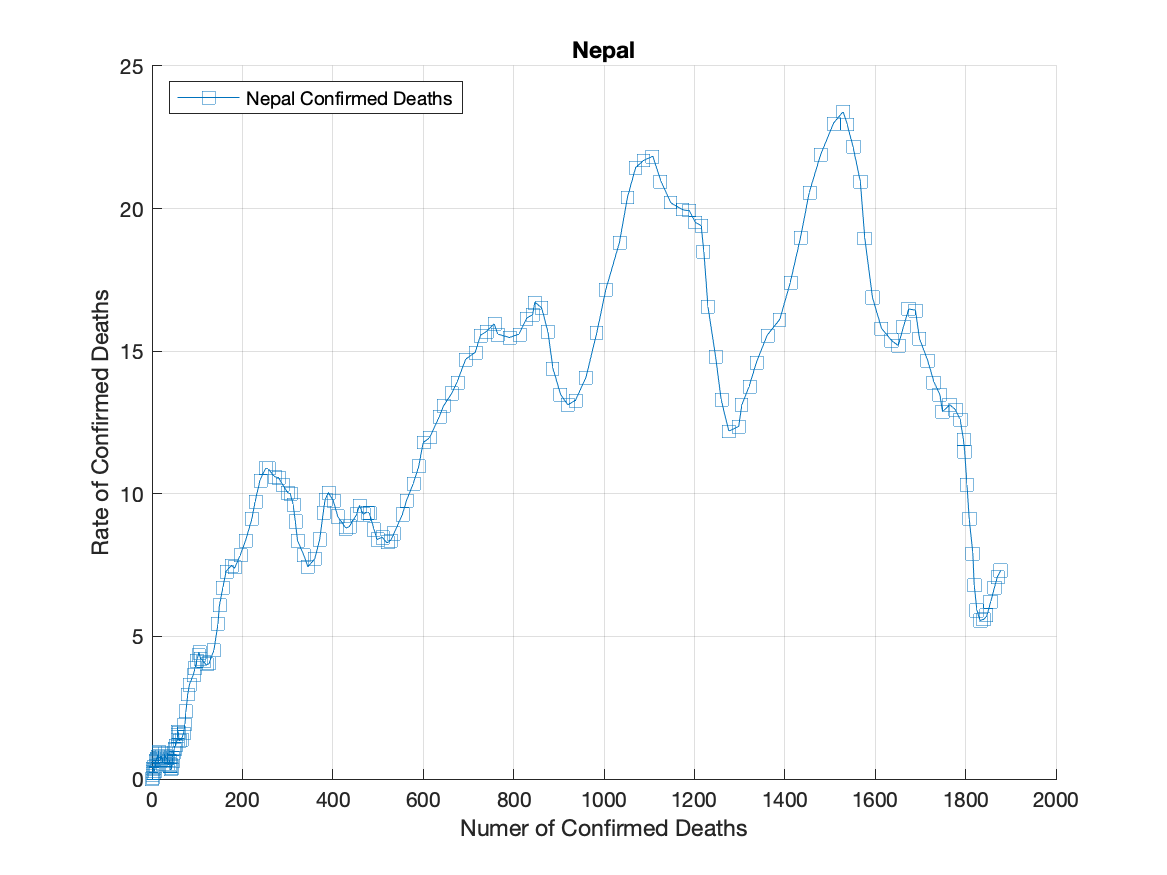 Nepal
Nepal Confirmed Deaths
25
20
15
10
5
0
Rate of Confirmed Deaths
0 200 400 600 800 1000 1200 1400 1600 1800 2000
Numer of Confirmed Deaths